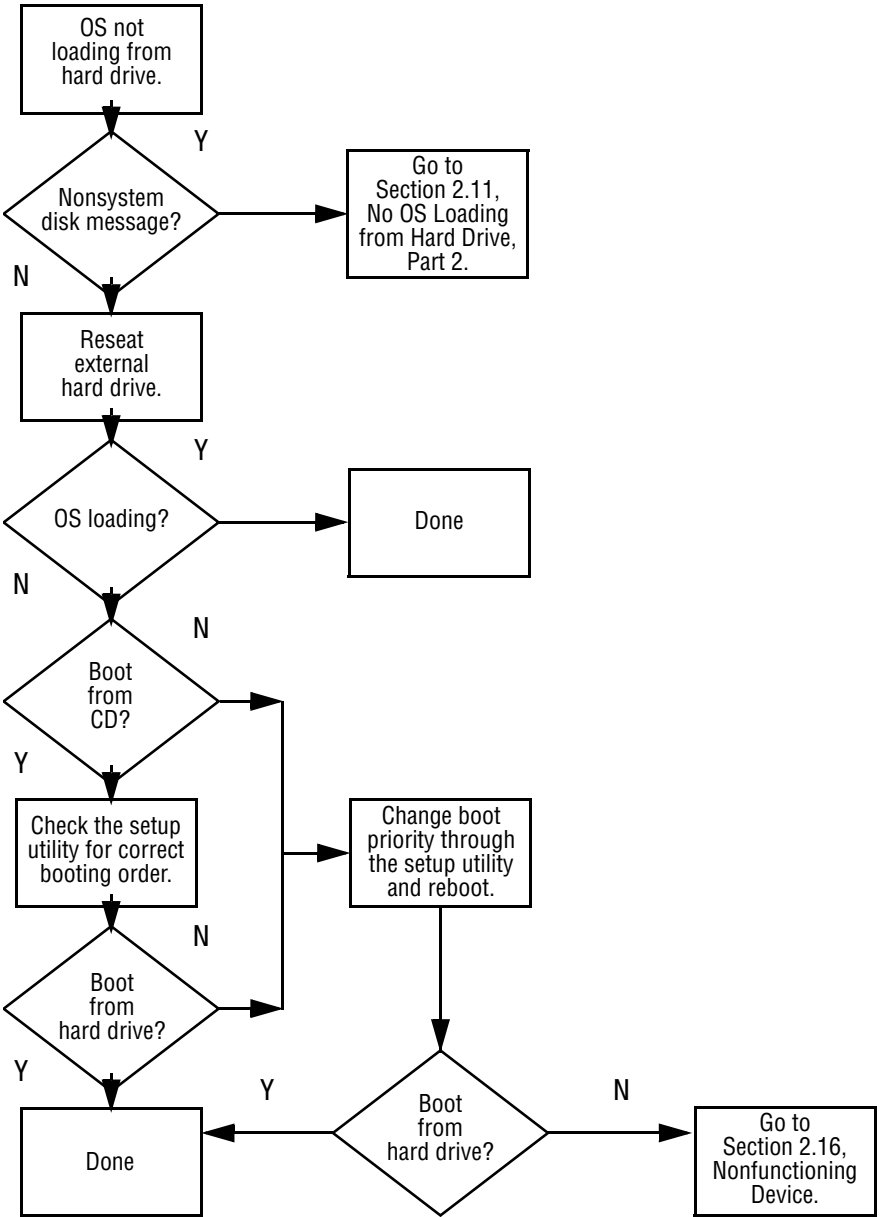 OS not
loading from
hard drive.
Y
Nonsystem
disk message?
Go to
Section 2.11,
No OS Loading
from Hard Drive,
Part 2.
N
Reseat
external
hard drive.
Y
OS loading?
Done
N
N
Boot
from
CD?
Y
Check the setup
utility for correct
booting order.
Change boot
priority through
the setup utility
and reboot.
N
Boot
from
hard drive?
Y
Done
Y
Boot
from
hard drive?
N
Go to
Section 2.16,
Nonfunctioning
Device.